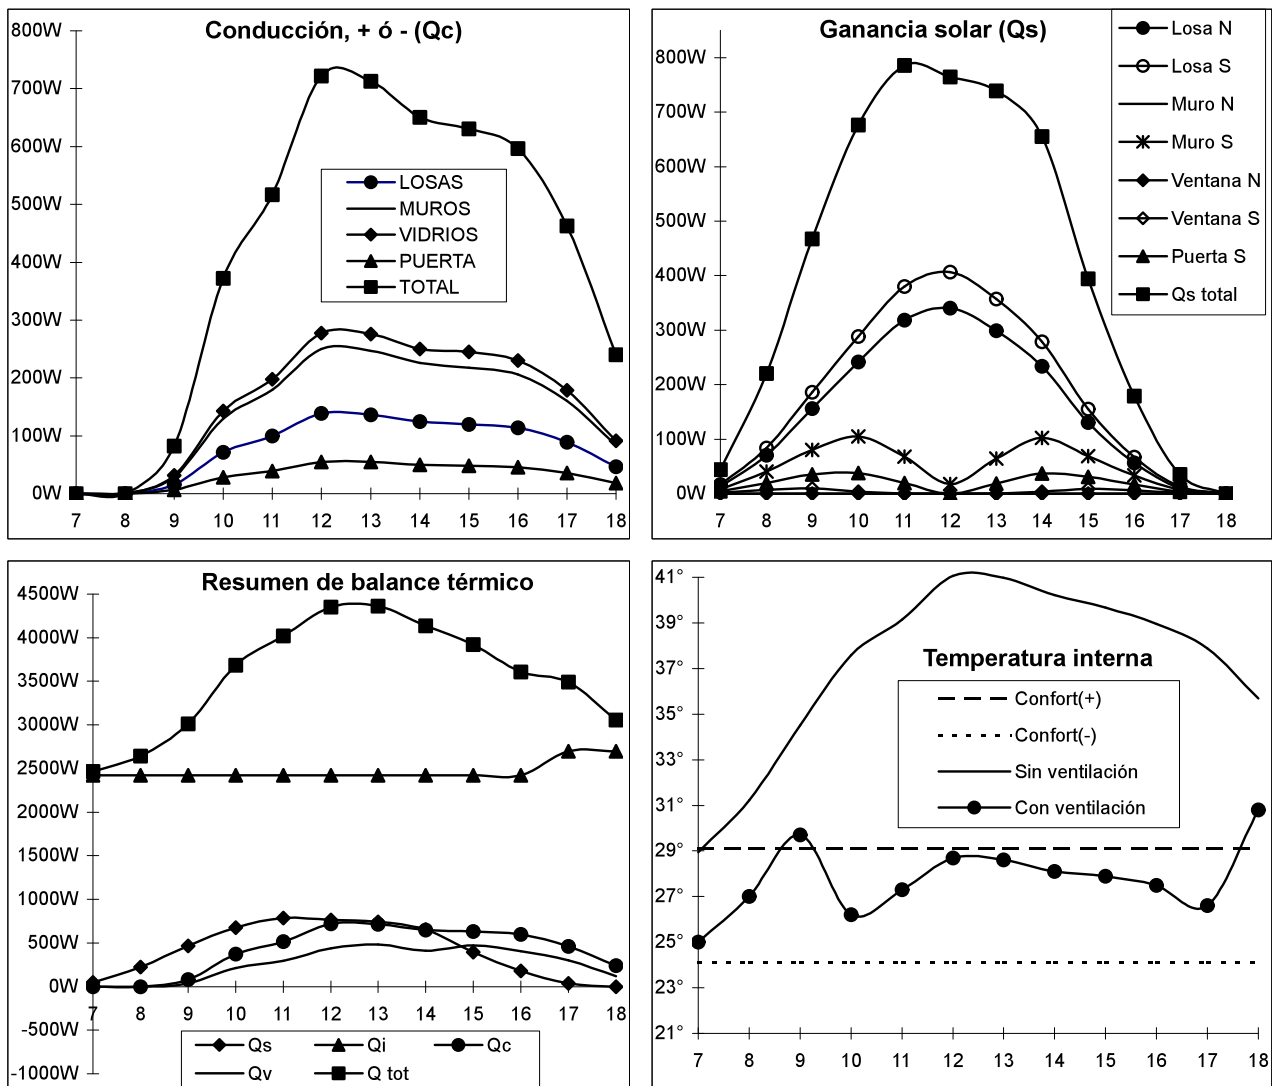 Conducción, + ó - (Qc)
800W
700W
600W
500W
400W
300W
200W
100W
0W
LOSAS
MUROS
VIDRIOS
PUERTA
TOTAL
7 8 9 10 11 12 13 14 15 16 17 18
Ganancia solar (Qs)
800W
700W
600W
500W
400W
300W
200W
100W
0W
Losa N
Losa S
Muro N
Muro S
Ventana N
Ventana S
Puerta S
Qs total
7 8 9 10 11 12 13 14 15 16 17 18
Resumen de balance térmico
4500W
4000W
3500W
3000W
2500W
2000W
1500W
1000W
500W
0W
-500W
-1000W
7 8 9 10 11 12 13 14 15 16 17 18
Qs Qi Qc
Qv Q tot
Temperatura interna
41°
39°
37°
35°
33°
31°
29°
27°
25°
23°
21°
Confort(+)
Confort(-)
Sin ventilación
Con ventilación
7 8 9 10 11 12 13 14 15 16 17 18